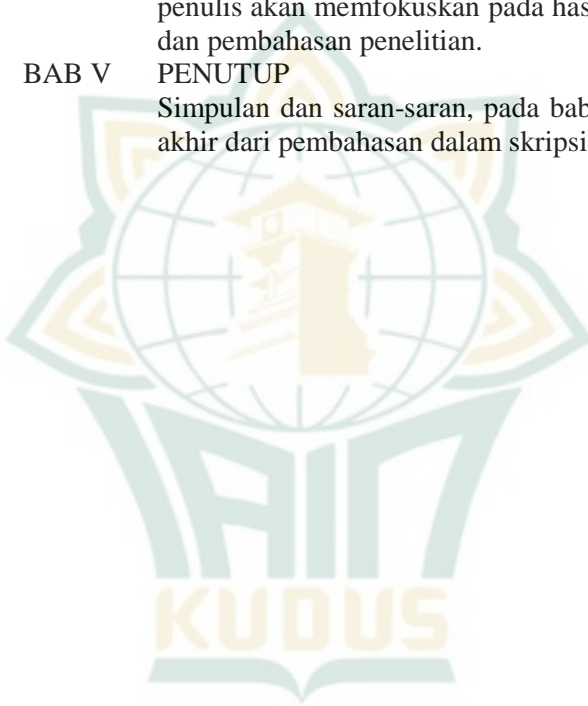 penulis akan memfokuskan pada has
dan pembahasan penelitian.
BAB V PENUTUP
Simpulan dan saran-saran, pada bab
akhir dari pembahasan dalam skripsi
IAIN
KUDUS